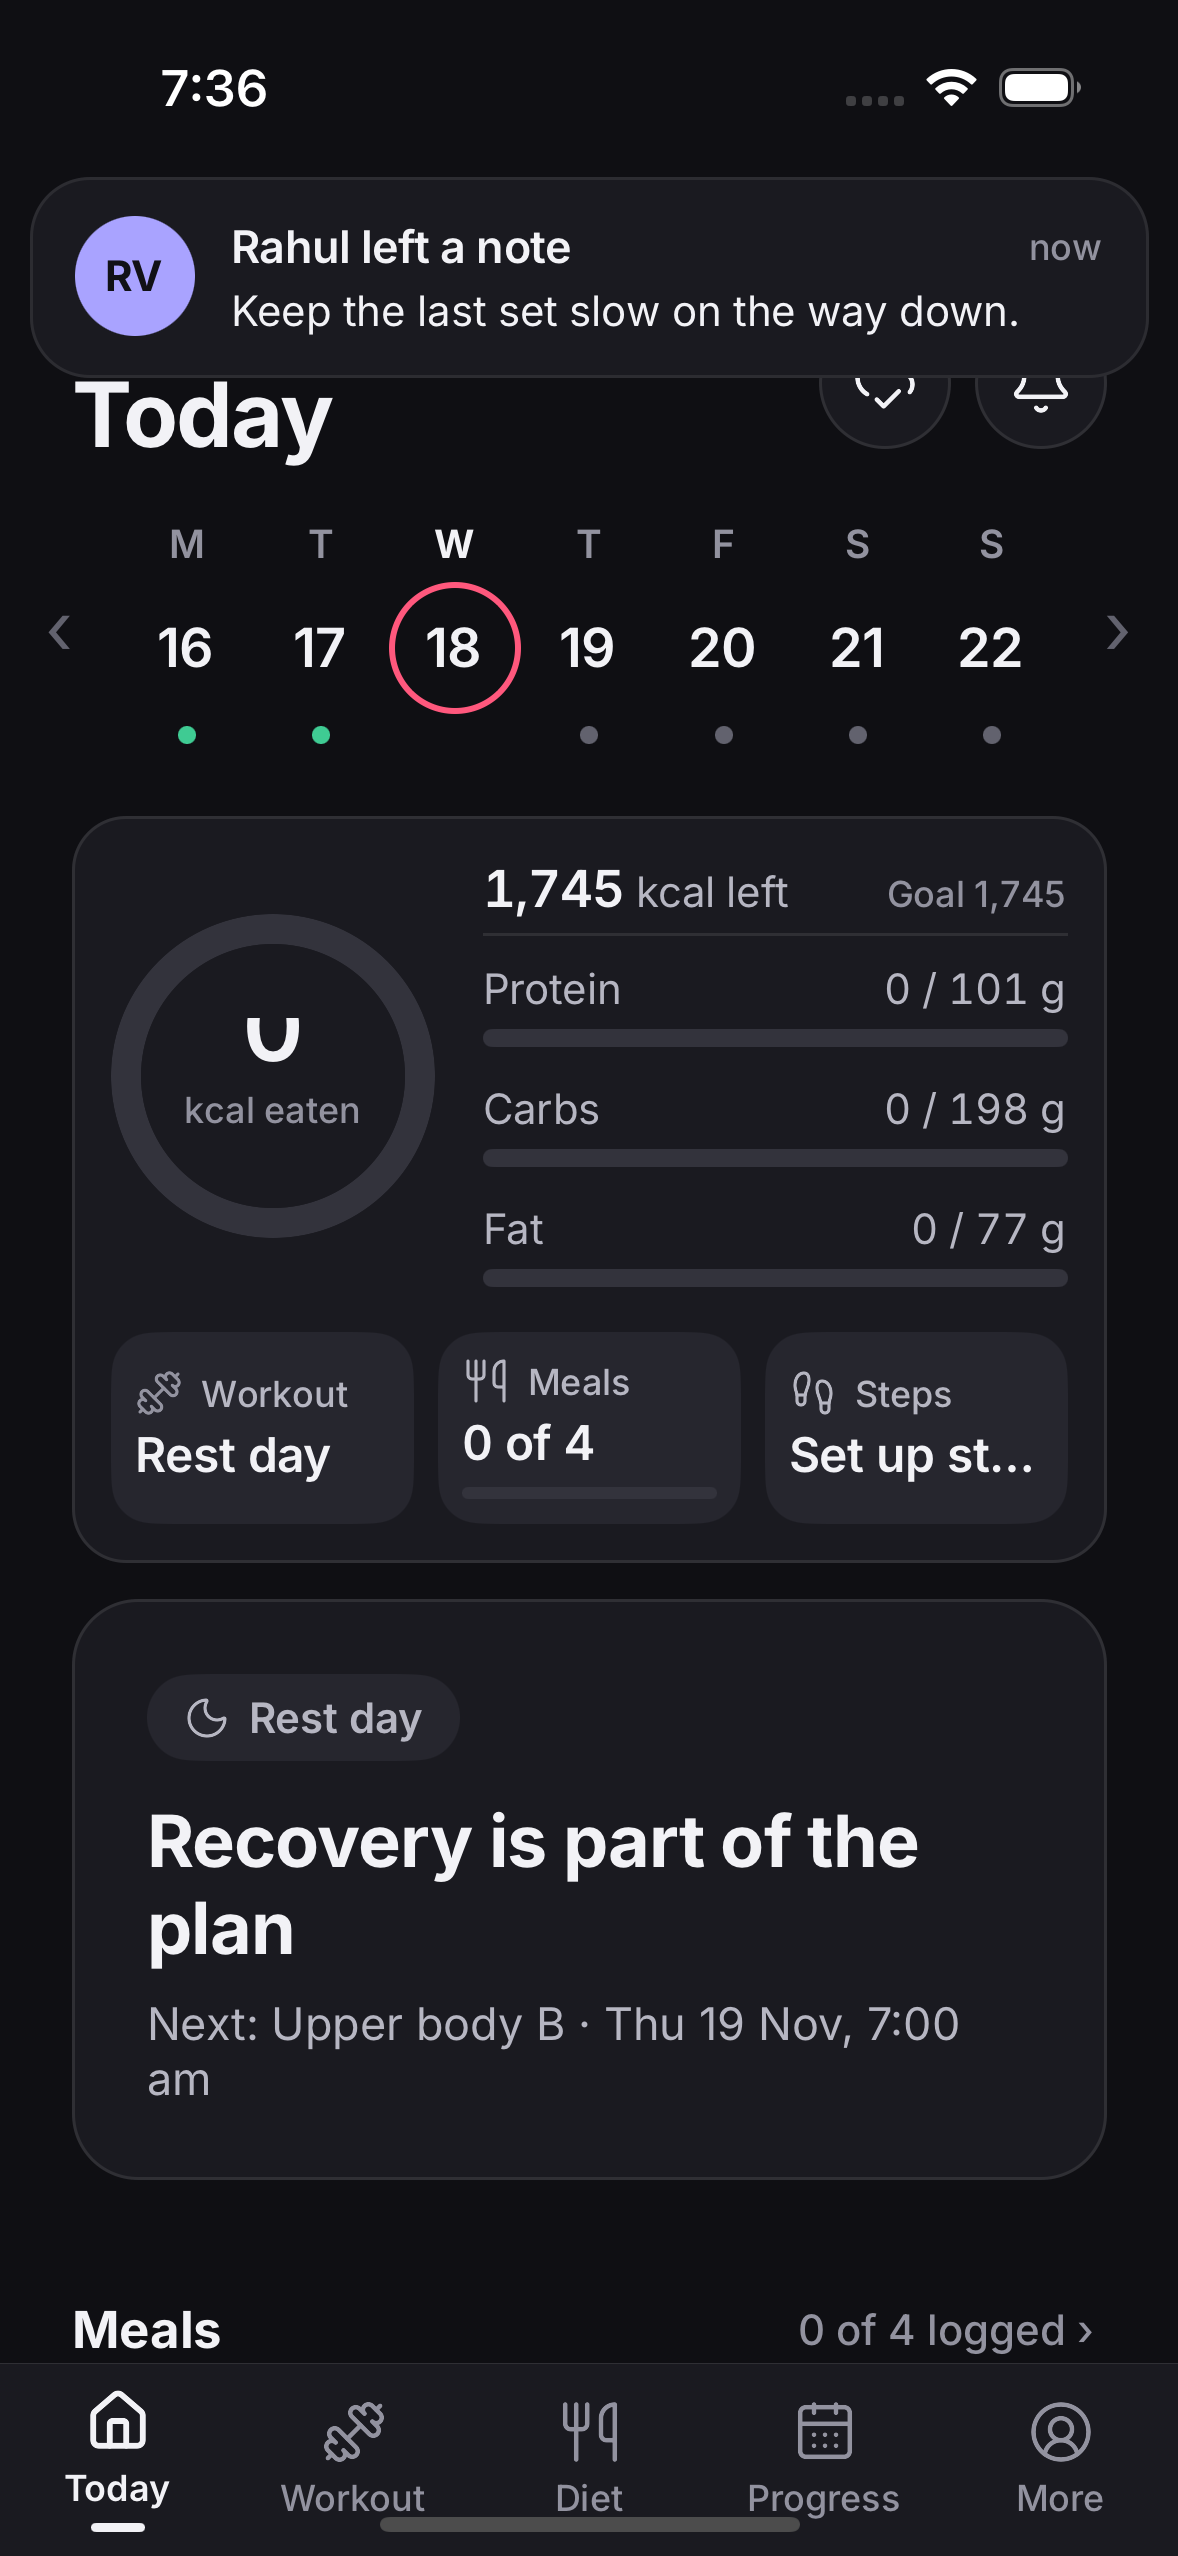 7:36
RV
Rahul left a note
now
Keep the last set slow on the way down.
Today
M T W T F S S
16 17 18 19 20 21 22
1,745 kcal left
Goal 1,745
kcal eaten
Protein 0 / 101 g
Carbs 0 / 198 g
Fat 0 / 77 g
Workout
Rest day
Meals
0 of 4
Steps
Set up st...
Rest day
Recovery is part of the
plan
Next: Upper body B · Thu 19 Nov, 7:00
am
Meals
0 of 4 logged ›
Today
Workout
Diet
Progress
More